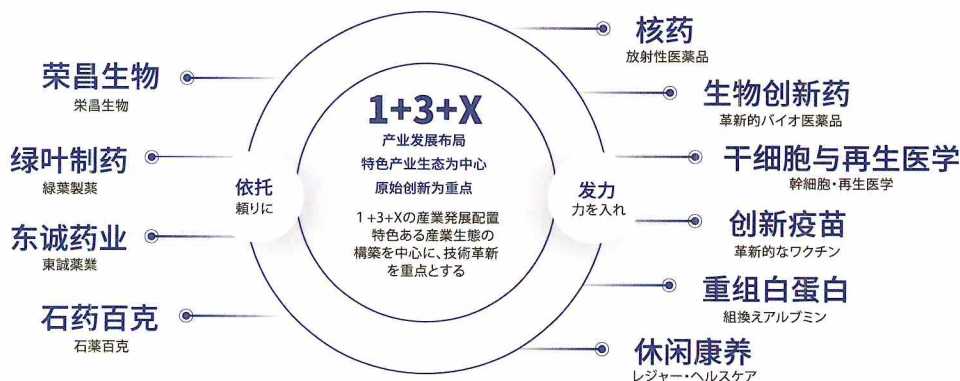 荣昌生物
栄昌生物
绿叶制药
緑葉製薬
东诚药业
東誠薬業
石药百克
石薬百克
依托
頼りに
1+3+X
产业发展布局
特色产业生态为中心
原始创新为重点
1+3+Xの産業発展配置
特色ある産業生態の
構築を中心に、技術革新
を重点とする
发力
力を入れ
核药
放射性医薬品
生物创新药
革新的バイオ医薬品
干细胞与再生医学
幹細胞・再生医学
创新疫苗
革新的なワクチン
重组白蛋白
組換えアルブミン
休闲康养
レジャー・ヘルスケア